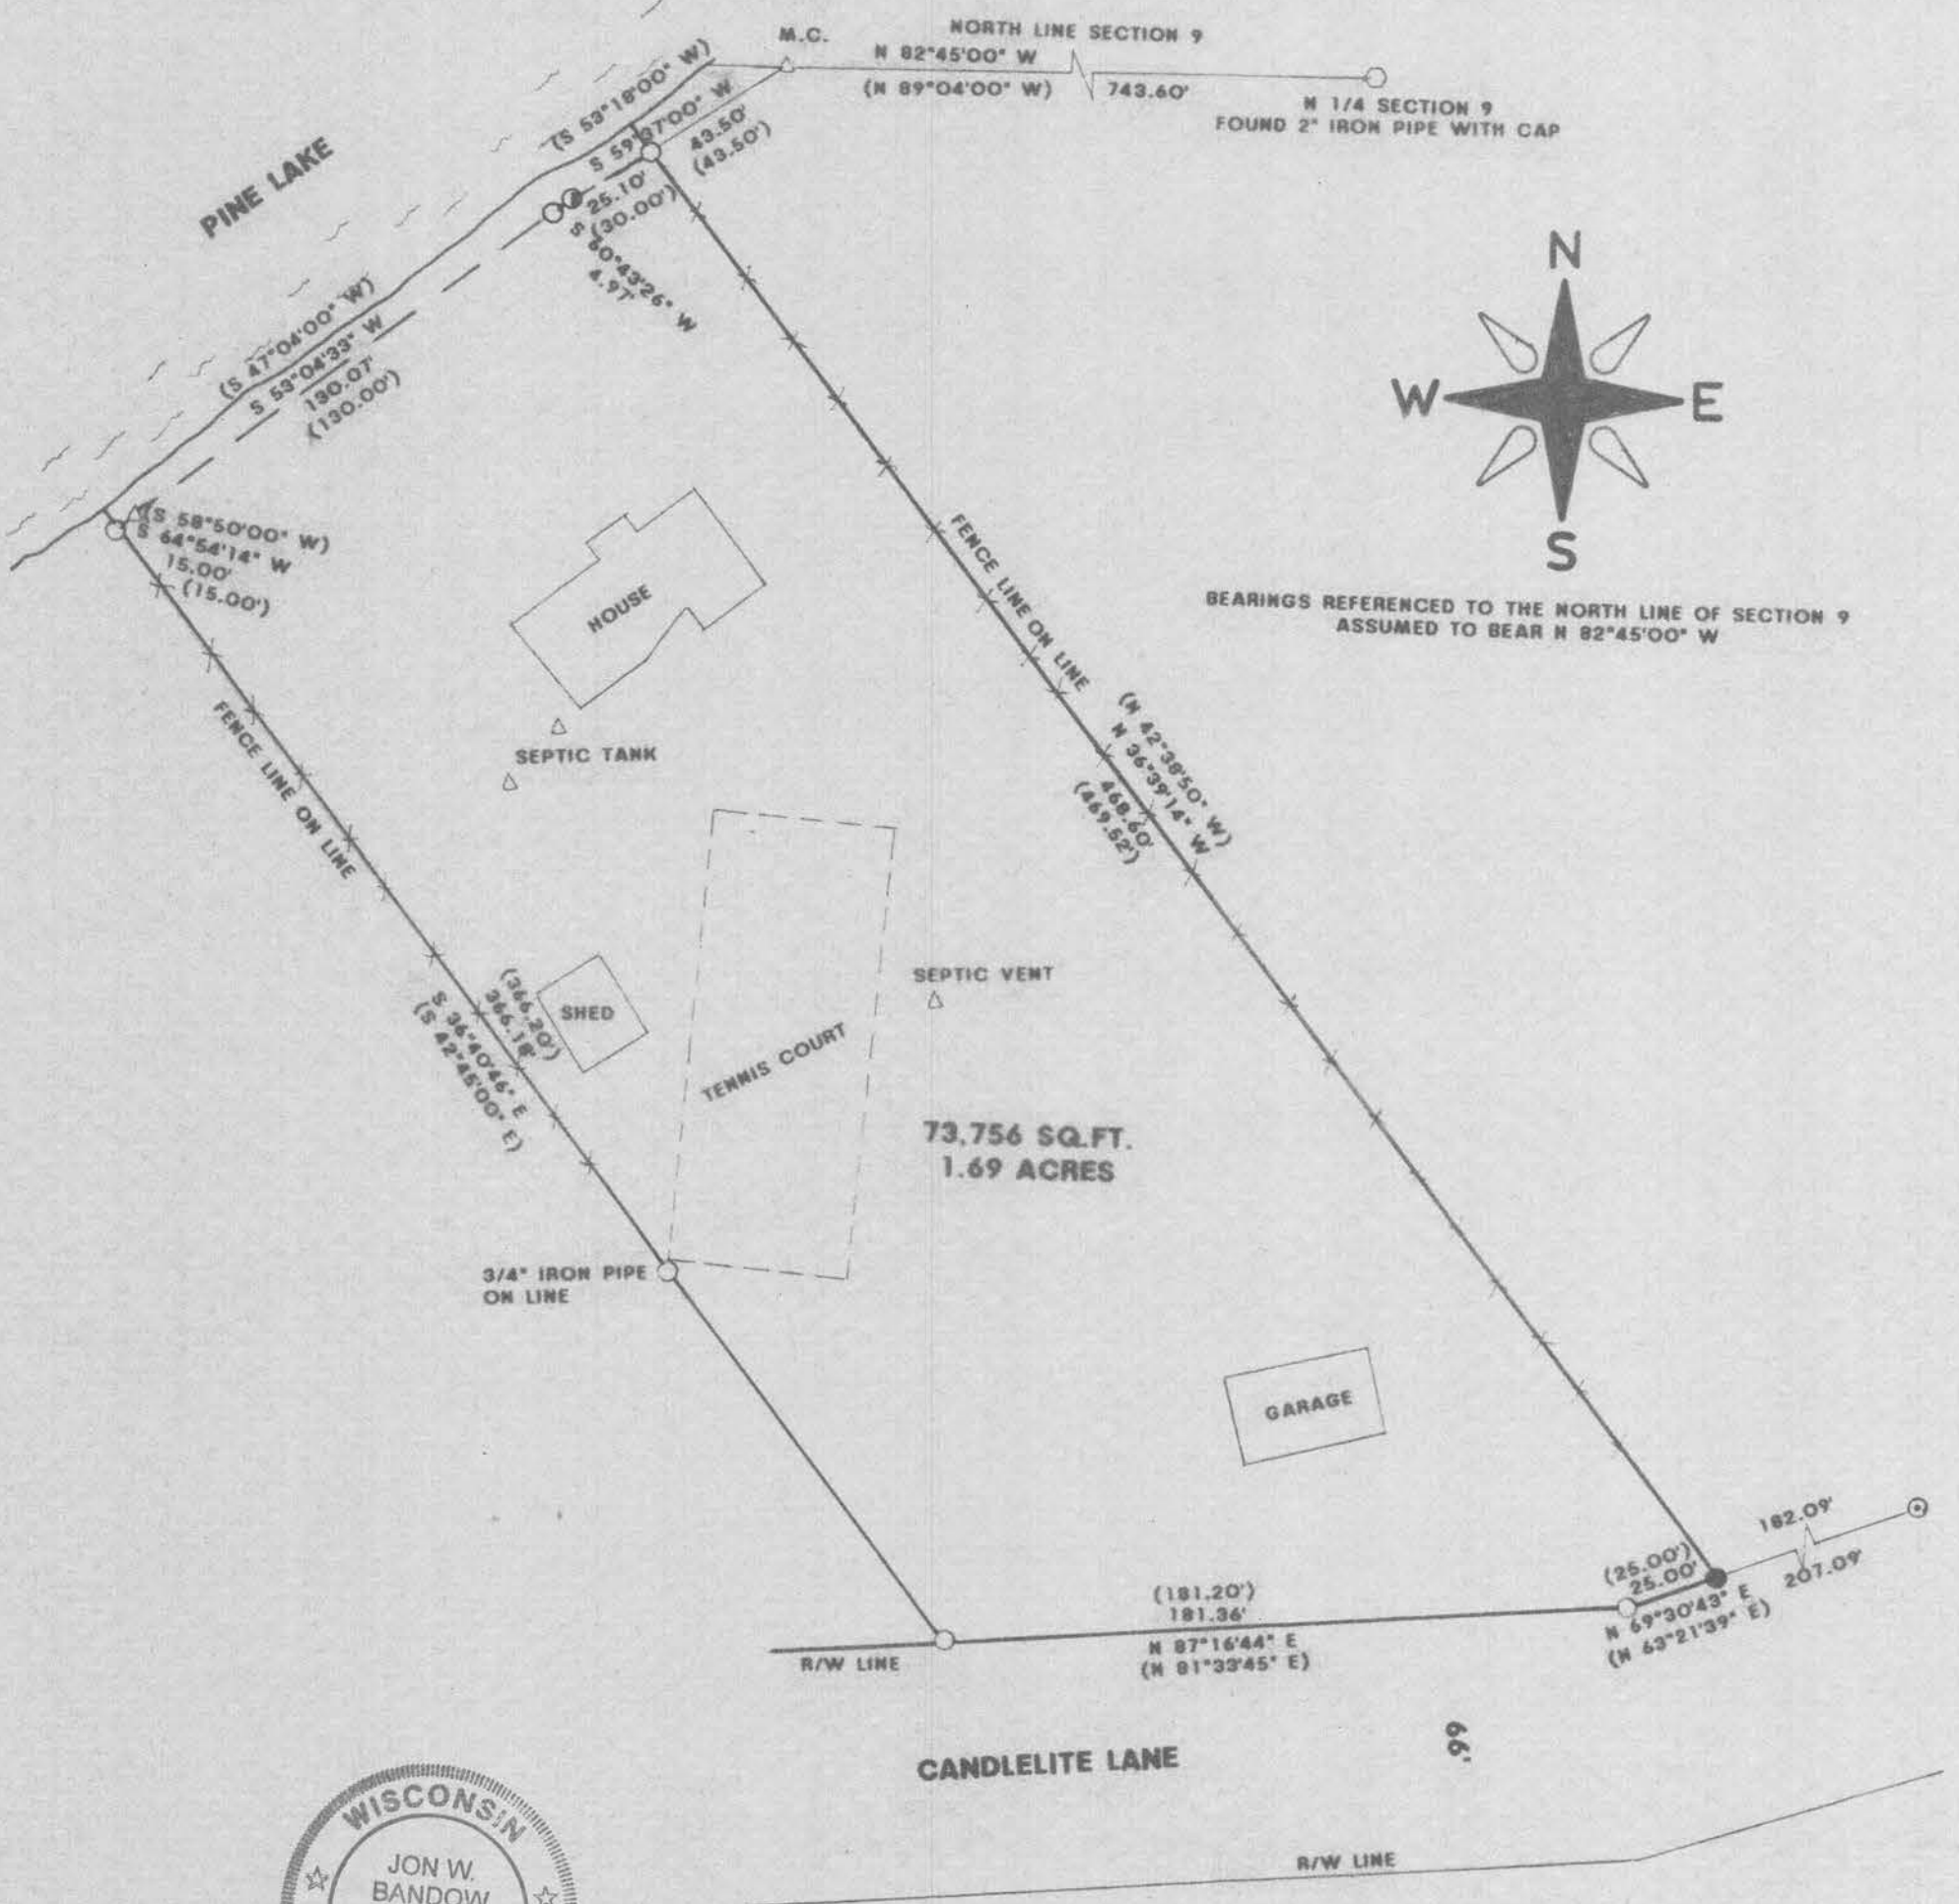 M.C.
NORTH LINE SECTION 9
N 82°45'00" W
(N 89°04'00" W)
743.60'
N 1/4 SECTION 9
FOUND 2" IRON PIPE WITH CAP
(S 53°18'00" W)
S 59°37'00" W
43.50'
(43.50')
25.10'
(30.00')
S 60°43'26" W
4.97'
PINE LAKE
(S 47°04'00" W)
S 53°04'33" W
130.07'
(130.00')
N
W
E
S
BEARINGS REFERENCED TO THE NORTH LINE OF SECTION 9
ASSUMED TO BEAR N 82°45'00" W
(S 58°50'00" W)
S 64°54'14" W
15.00'
(15.00')
HOUSE
FENCE LINE ON LINE
SEPTIC TANK
FENCE LINE ON LINE
(N 42°38'50" W)
N 36°39'14" W
468.60'
(469.52')
(366.20')
366.18'
S 36°40'46" E
(S 42°45'00" E)
SHED
SEPTIC VENT
TENNIS COURT
73,756 SQ.FT.
1.69 ACRES
3/4" IRON PIPE
ON LINE
GARAGE
182.09'
207.09'
(25.00')
25.00'
N 69°30'43" E
(N 63°21'39" E)
(181.20')
181.36'
N 87°16'44" E
(N 81°33'45" E)
R/W LINE
66'
CANDLELITE LANE
R/W LINE
WISCONSIN
JON W.
BANDOW